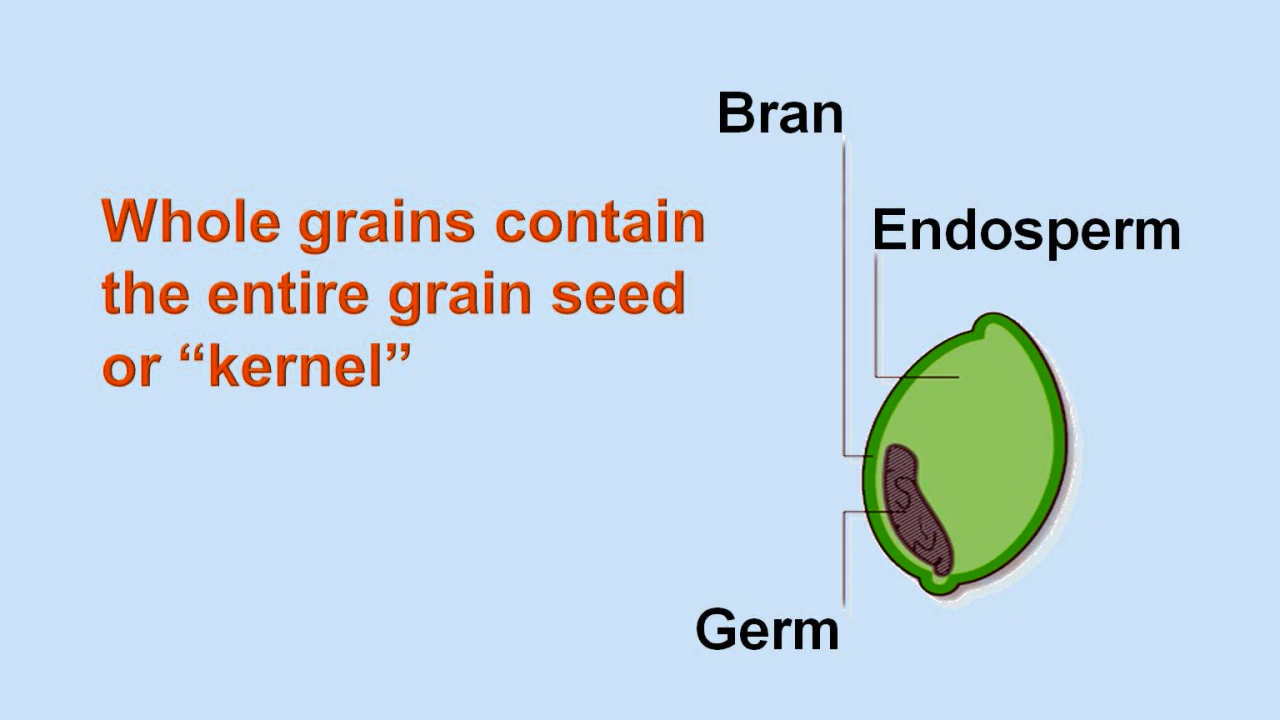 Bran
Endosperm
Whole grains contain
the entire grain seed
or “kernel”
Germ